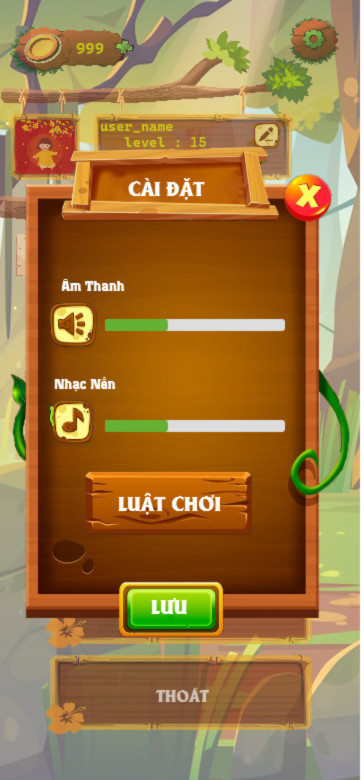 999
user_name
level : 15
CÀI ĐẶT
X
Âm Thanh
Nhạc Nền
LUẬT CHƠI
LƯU
THOÁT